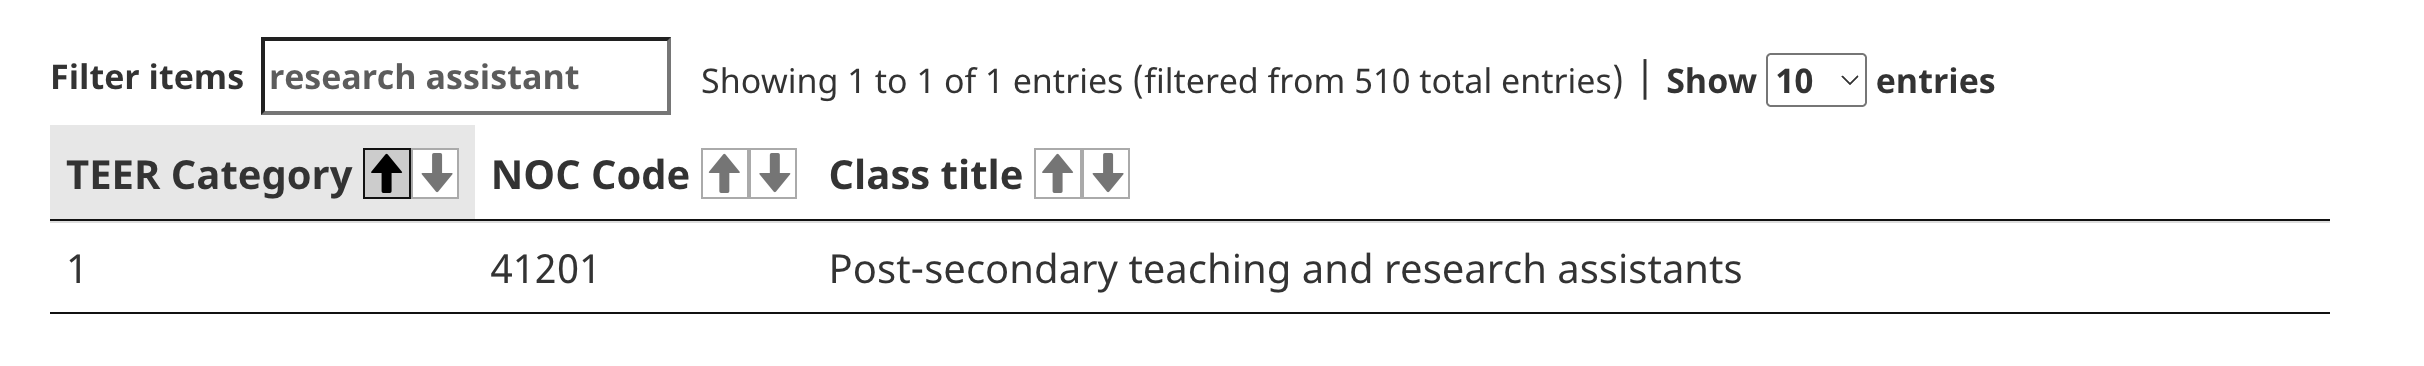 Filter items research assistant Showing 1 to 1 of 1 entries (filtered from 510 total entries) | Show 10 entries
TEER Category NOC Code Class title
1 41201 Post-secondary teaching and research assistants